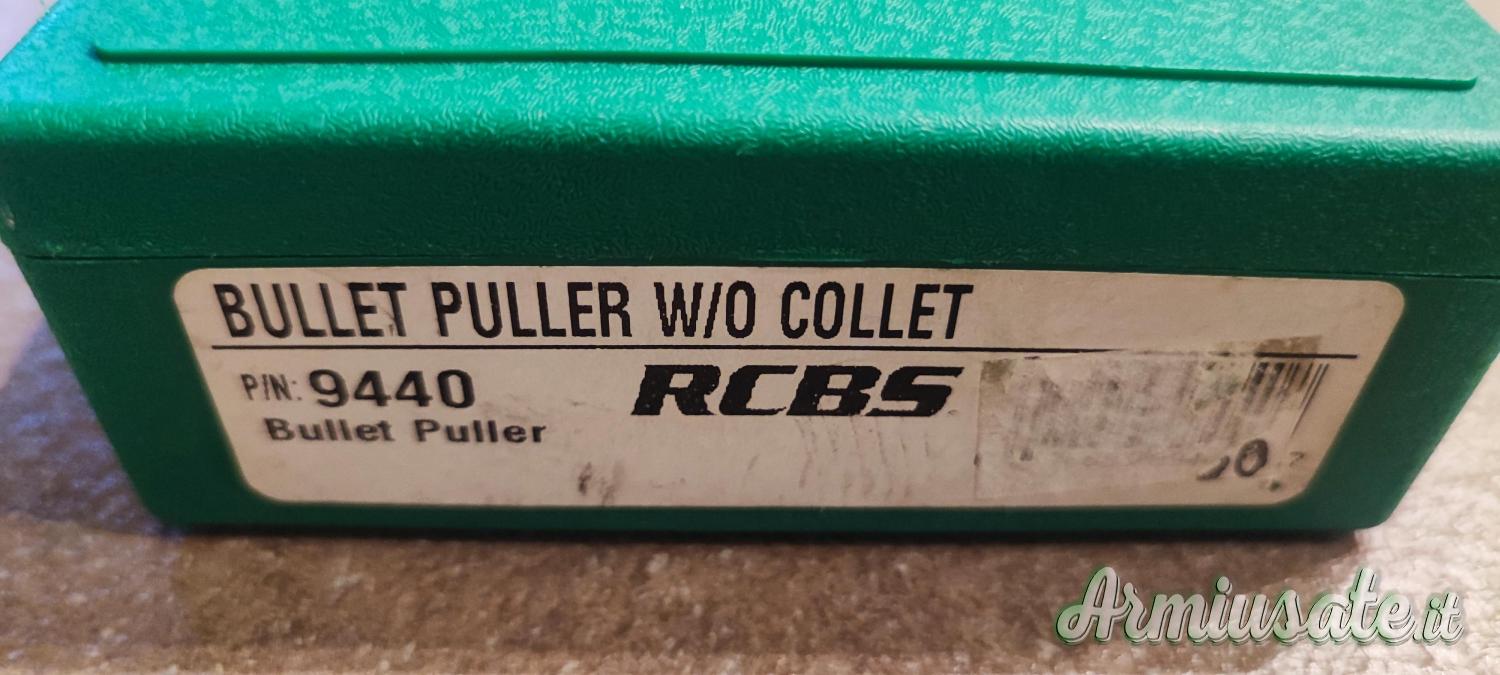 BULLET PULLER W/O COLLET
P/N: 9440
RCBS
Bullet Puller
Armiusate.it